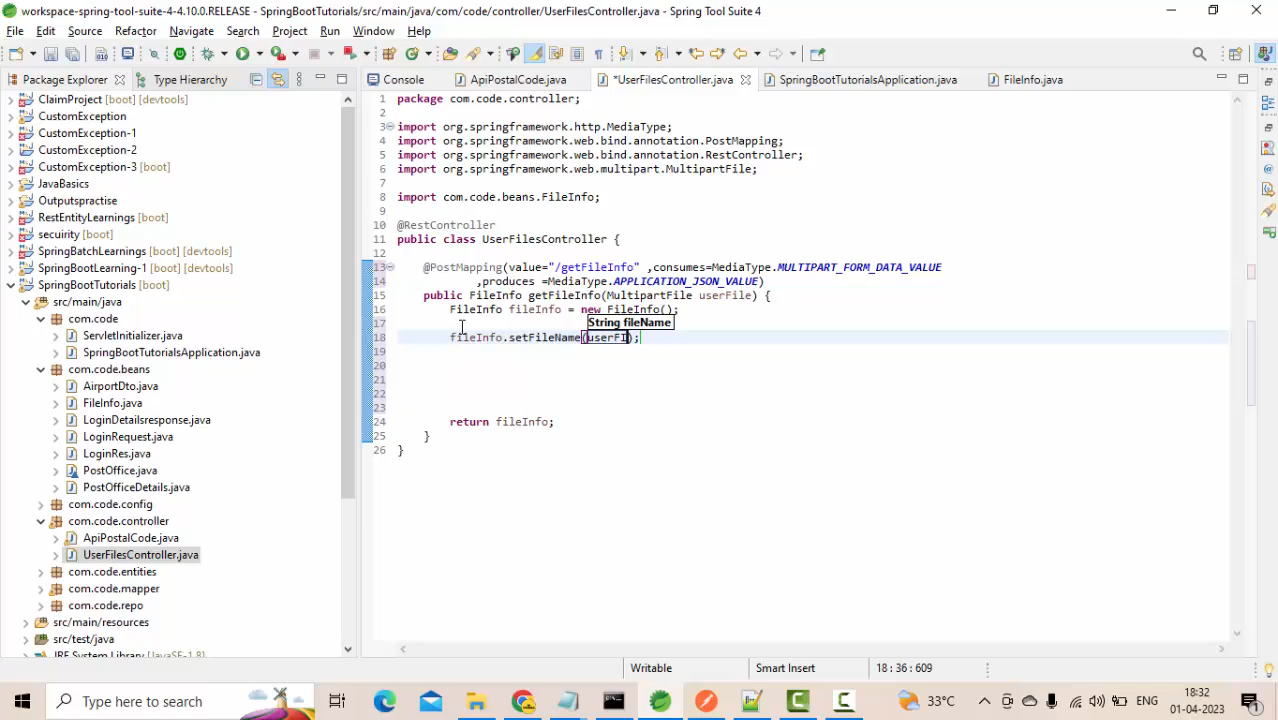 workspace-spring-tool-suite-4-4.10.0.RELEASE - SpringBootTutorials/src/main/java/com/code/controller/UserFilesController.java - Spring Tool Suite 4
File Edit Source Refactor Navigate Search Project Run Window Help
Package Explorer Type Hierarchy
Console ApiPostalCode.java *UserFilesController.java SpringBootTutorialsApplication.java FileInfo.java
ClaimProject [boot] [devtools]
CustomException
CustomException-1
CustomException-2
CustomException-3 [boot]
JavaBasics
Outputspractise
RestEntityLearnings [boot]
secuirity [boot]
SpringBatchLearnings [boot] [devtools]
SpringBootLearning-1 [boot] [devtools]
SpringBootTutorials [boot]
src/main/java
com.code
ServletInitializer.java
SpringBootTutorialsApplication.java
com.code.beans
AirportDto.java
FileInfo.java
LoginDetailsresponse.java
LoginRequest.java
LoginRes.java
PostOffice.java
PostOfficeDetails.java
com.code.config
com.code.controller
ApiPostalCode.java
UserFilesController.java
com.code.entities
com.code.mapper
com.code.repo
src/main/resources
src/test/java
JRE System Library [JavaSE-1.8]
1 package com.code.controller;
2
3 import org.springframework.http.MediaType;
4 import org.springframework.web.bind.annotation.PostMapping;
5 import org.springframework.web.bind.annotation.RestController;
6 import org.springframework.web.multipart.MultipartFile;
7
8 import com.code.beans.FileInfo;
9
10 @RestController
11 public class UserFilesController {
12
13 @PostMapping(value="/getFileInfo" ,consumes=MediaType.MULTIPART_FORM_DATA_VALUE
14 ,produces =MediaType.APPLICATION_JSON_VALUE)
15 public FileInfo getFileInfo(MultipartFile userFile) {
16 FileInfo fileInfo = new FileInfo();
17 String fileName
18 fileInfo.setFileName(userFI);
19
20
21
22
23
24 return fileInfo;
25 }
26 }
Writable Smart Insert 18 : 36 : 609
Type here to search
33°C ENG 18:32
01-04-2023
1